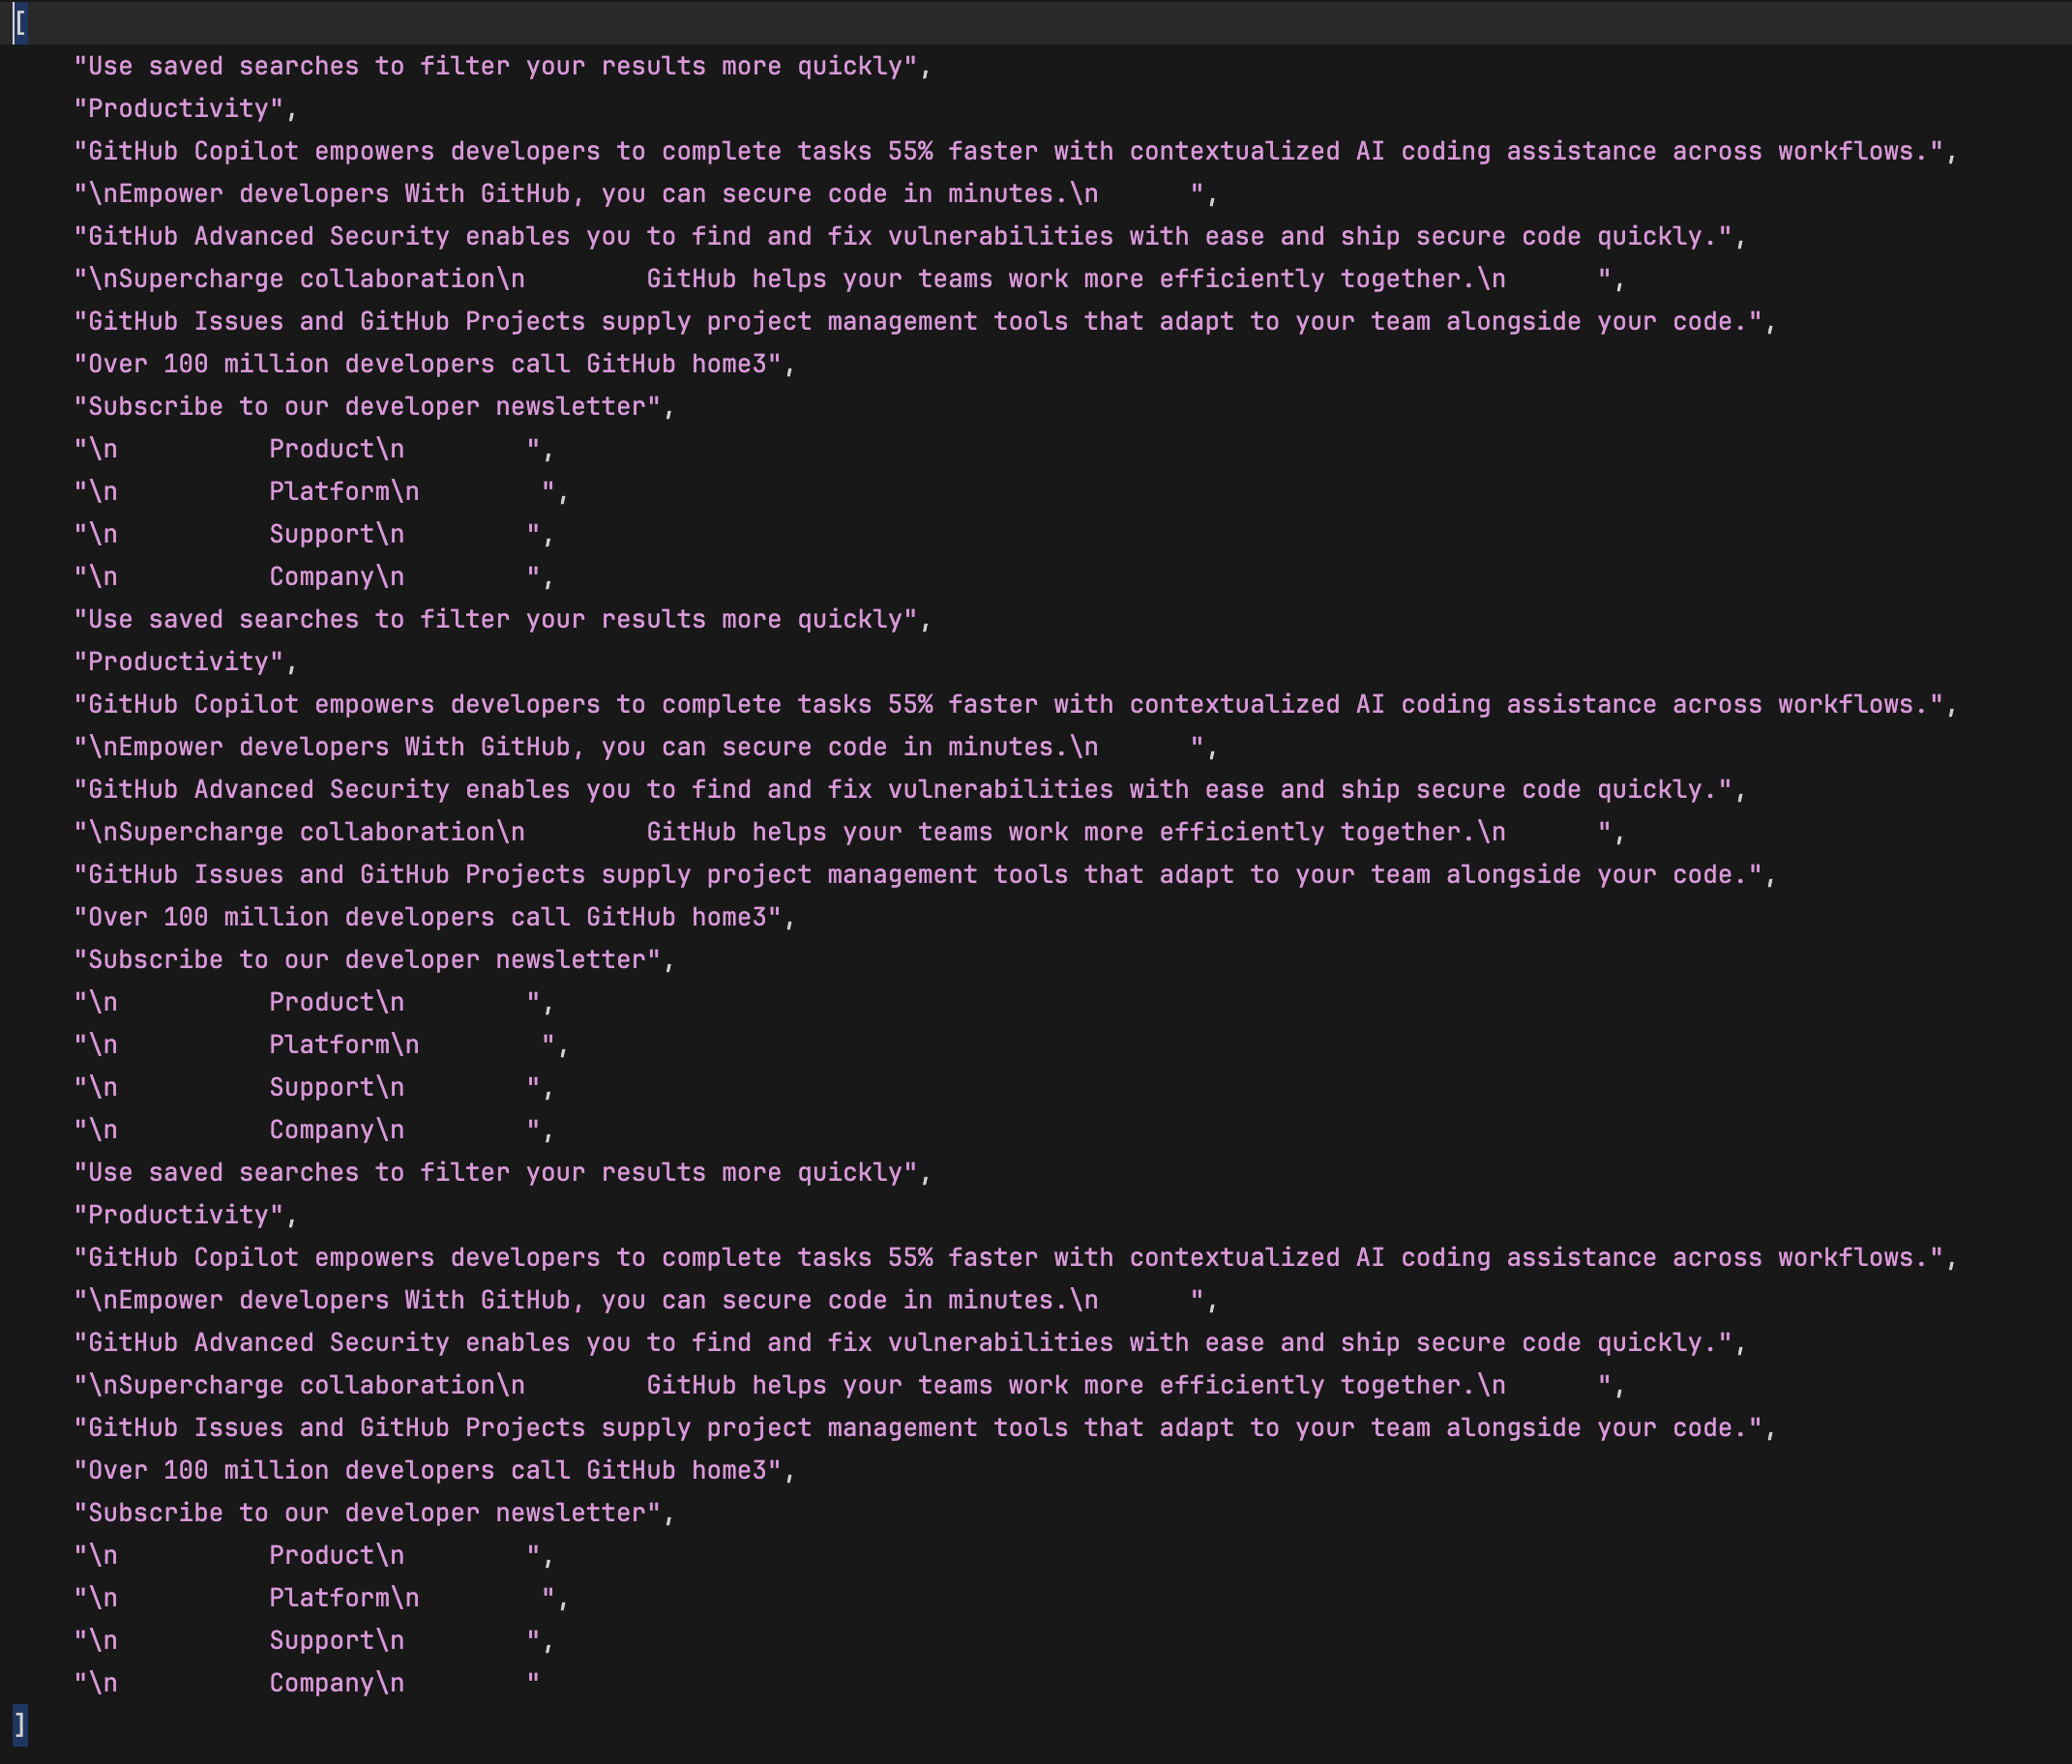 [
    "Use saved searches to filter your results more quickly",
    "Productivity",
    "GitHub Copilot empowers developers to complete tasks 55% faster with contextualized AI coding assistance across workflows.",
    "\nEmpower developers With GitHub, you can secure code in minutes.\n      ",
    "GitHub Advanced Security enables you to find and fix vulnerabilities with ease and ship secure code quickly.",
    "\nSupercharge collaboration\n        GitHub helps your teams work more efficiently together.\n      ",
    "GitHub Issues and GitHub Projects supply project management tools that adapt to your team alongside your code.",
    "Over 100 million developers call GitHub home3",
    "Subscribe to our developer newsletter",
    "\n          Product\n        ",
    "\n          Platform\n        ",
    "\n          Support\n        ",
    "\n          Company\n        ",
    "Use saved searches to filter your results more quickly",
    "Productivity",
    "GitHub Copilot empowers developers to complete tasks 55% faster with contextualized AI coding assistance across workflows.",
    "\nEmpower developers With GitHub, you can secure code in minutes.\n      ",
    "GitHub Advanced Security enables you to find and fix vulnerabilities with ease and ship secure code quickly.",
    "\nSupercharge collaboration\n        GitHub helps your teams work more efficiently together.\n      ",
    "GitHub Issues and GitHub Projects supply project management tools that adapt to your team alongside your code.",
    "Over 100 million developers call GitHub home3",
    "Subscribe to our developer newsletter",
    "\n          Product\n        ",
    "\n          Platform\n        ",
    "\n          Support\n        ",
    "\n          Company\n        ",
    "Use saved searches to filter your results more quickly",
    "Productivity",
    "GitHub Copilot empowers developers to complete tasks 55% faster with contextualized AI coding assistance across workflows.",
    "\nEmpower developers With GitHub, you can secure code in minutes.\n      ",
    "GitHub Advanced Security enables you to find and fix vulnerabilities with ease and ship secure code quickly.",
    "\nSupercharge collaboration\n        GitHub helps your teams work more efficiently together.\n      ",
    "GitHub Issues and GitHub Projects supply project management tools that adapt to your team alongside your code.",
    "Over 100 million developers call GitHub home3",
    "Subscribe to our developer newsletter",
    "\n          Product\n        ",
    "\n          Platform\n        ",
    "\n          Support\n        ",
    "\n          Company\n        "
]